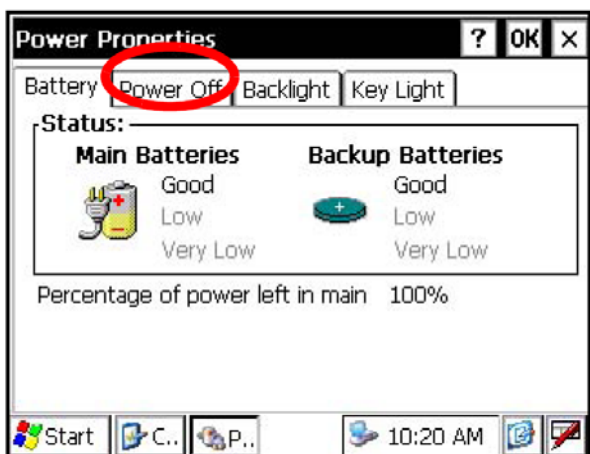 Power Properties ? OK ×
Battery Power Off Backlight Key Light
Status:
Main Batteries Backup Batteries
Good Good
Low Low
Very Low Very Low
Percentage of power left in main 100%
Start C.. P.. 10:20 AM